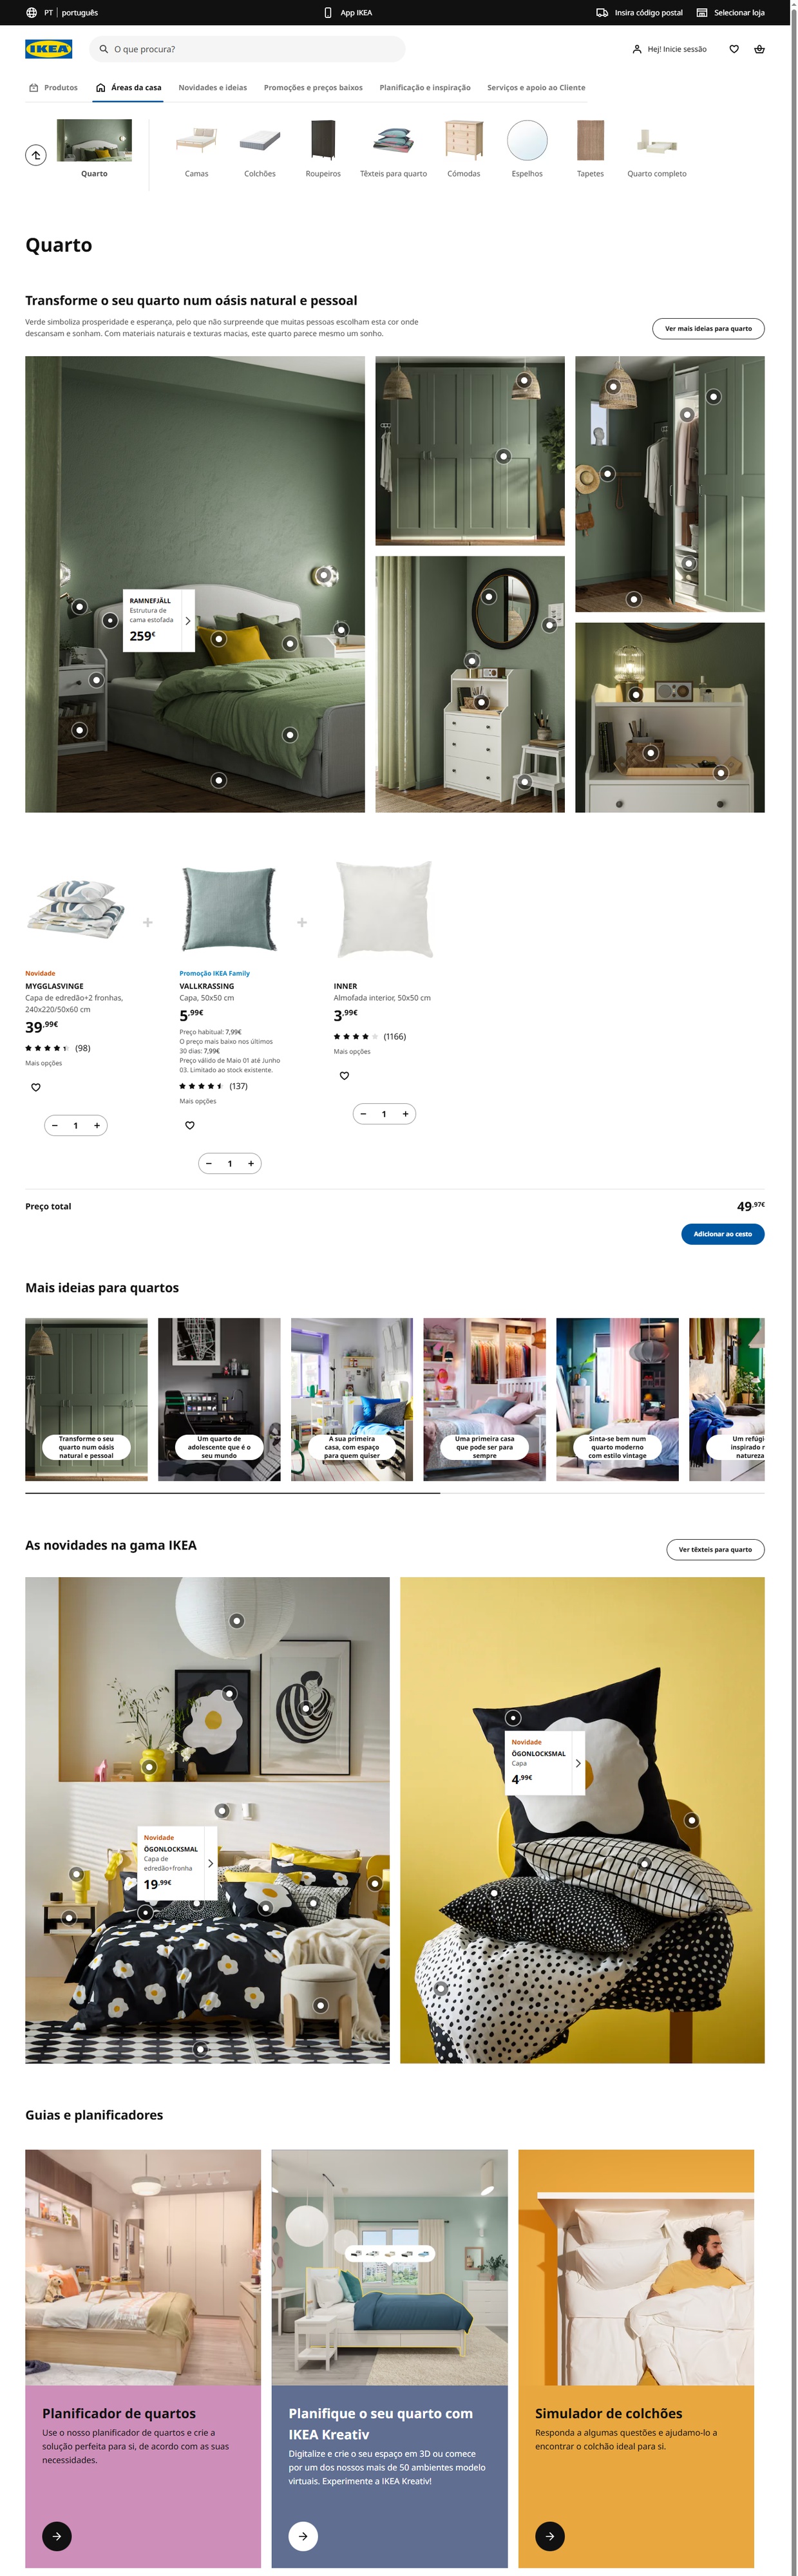 PT | português
App IKEA
Insira código postal
Selecionar loja
IKEA
O que procura?
Hej! Inicie sessão
Produtos
Áreas da casa
Novidades e ideias
Promoções e preços baixos
Planificação e inspiração
Serviços e apoio ao Cliente
Quarto
Camas
Colchões
Roupeiros
Têxteis para quarto
Cómodas
Espelhos
Tapetes
Quarto completo
Quarto
Transforme o seu quarto num oásis natural e pessoal
Verde simboliza prosperidade e esperança, pelo que não surpreende que muitas pessoas escolham esta cor onde
descansam e sonham. Com materiais naturais e texturas macias, este quarto parece mesmo um sonho.
Ver mais ideias para quarto
RAMNEFJÄLL
Estrutura de
cama estofada
259€
Novidade
MYGGLASVINGE
Capa de edredão+2 fronhas,
240x220/50x60 cm
39,99€
(98)
Mais opções
1
Promoção IKEA Family
VALLKRASSING
Capa, 50x50 cm
5,99€
Preço habitual: 7,99€
O preço mais baixo nos últimos
30 dias: 7,99€
Preço válido de Maio 01 até Junho
03. Limitado ao stock existente.
(137)
Mais opções
1
INNER
Almofada interior, 50x50 cm
3,99€
(1166)
Mais opções
1
Preço total
49,97€
Adicionar ao cesto
Mais ideias para quartos
Transforme o seu
quarto num oásis
natural e pessoal
Um quarto de
adolescente que é o
seu mundo
A sua primeira
casa, com espaço
para quem quiser
Uma primeira casa
que pode ser para
sempre
Sinta-se bem num
quarto moderno
com estilo vintage
Um refúgi
inspirado r
natureza
As novidades na gama IKEA
Ver têxteis para quarto
Novidade
ÖGONLOCKSMAL
Capa de
edredão+fronha
19,99€
Novidade
ÖGONLOCKSMAL
Capa
4,99€
Guias e planificadores
Planificador de quartos
Use o nosso planificador de quartos e crie a
solução perfeita para si, de acordo com as suas
necessidades.
Planifique o seu quarto com
IKEA Kreativ
Digitalize e crie o seu espaço em 3D ou comece
por um dos nossos mais de 50 ambientes modelo
virtuais. Experimente a IKEA Kreativ!
Simulador de colchões
Responda a algumas questões e ajudamo-lo a
encontrar o colchão ideal para si.